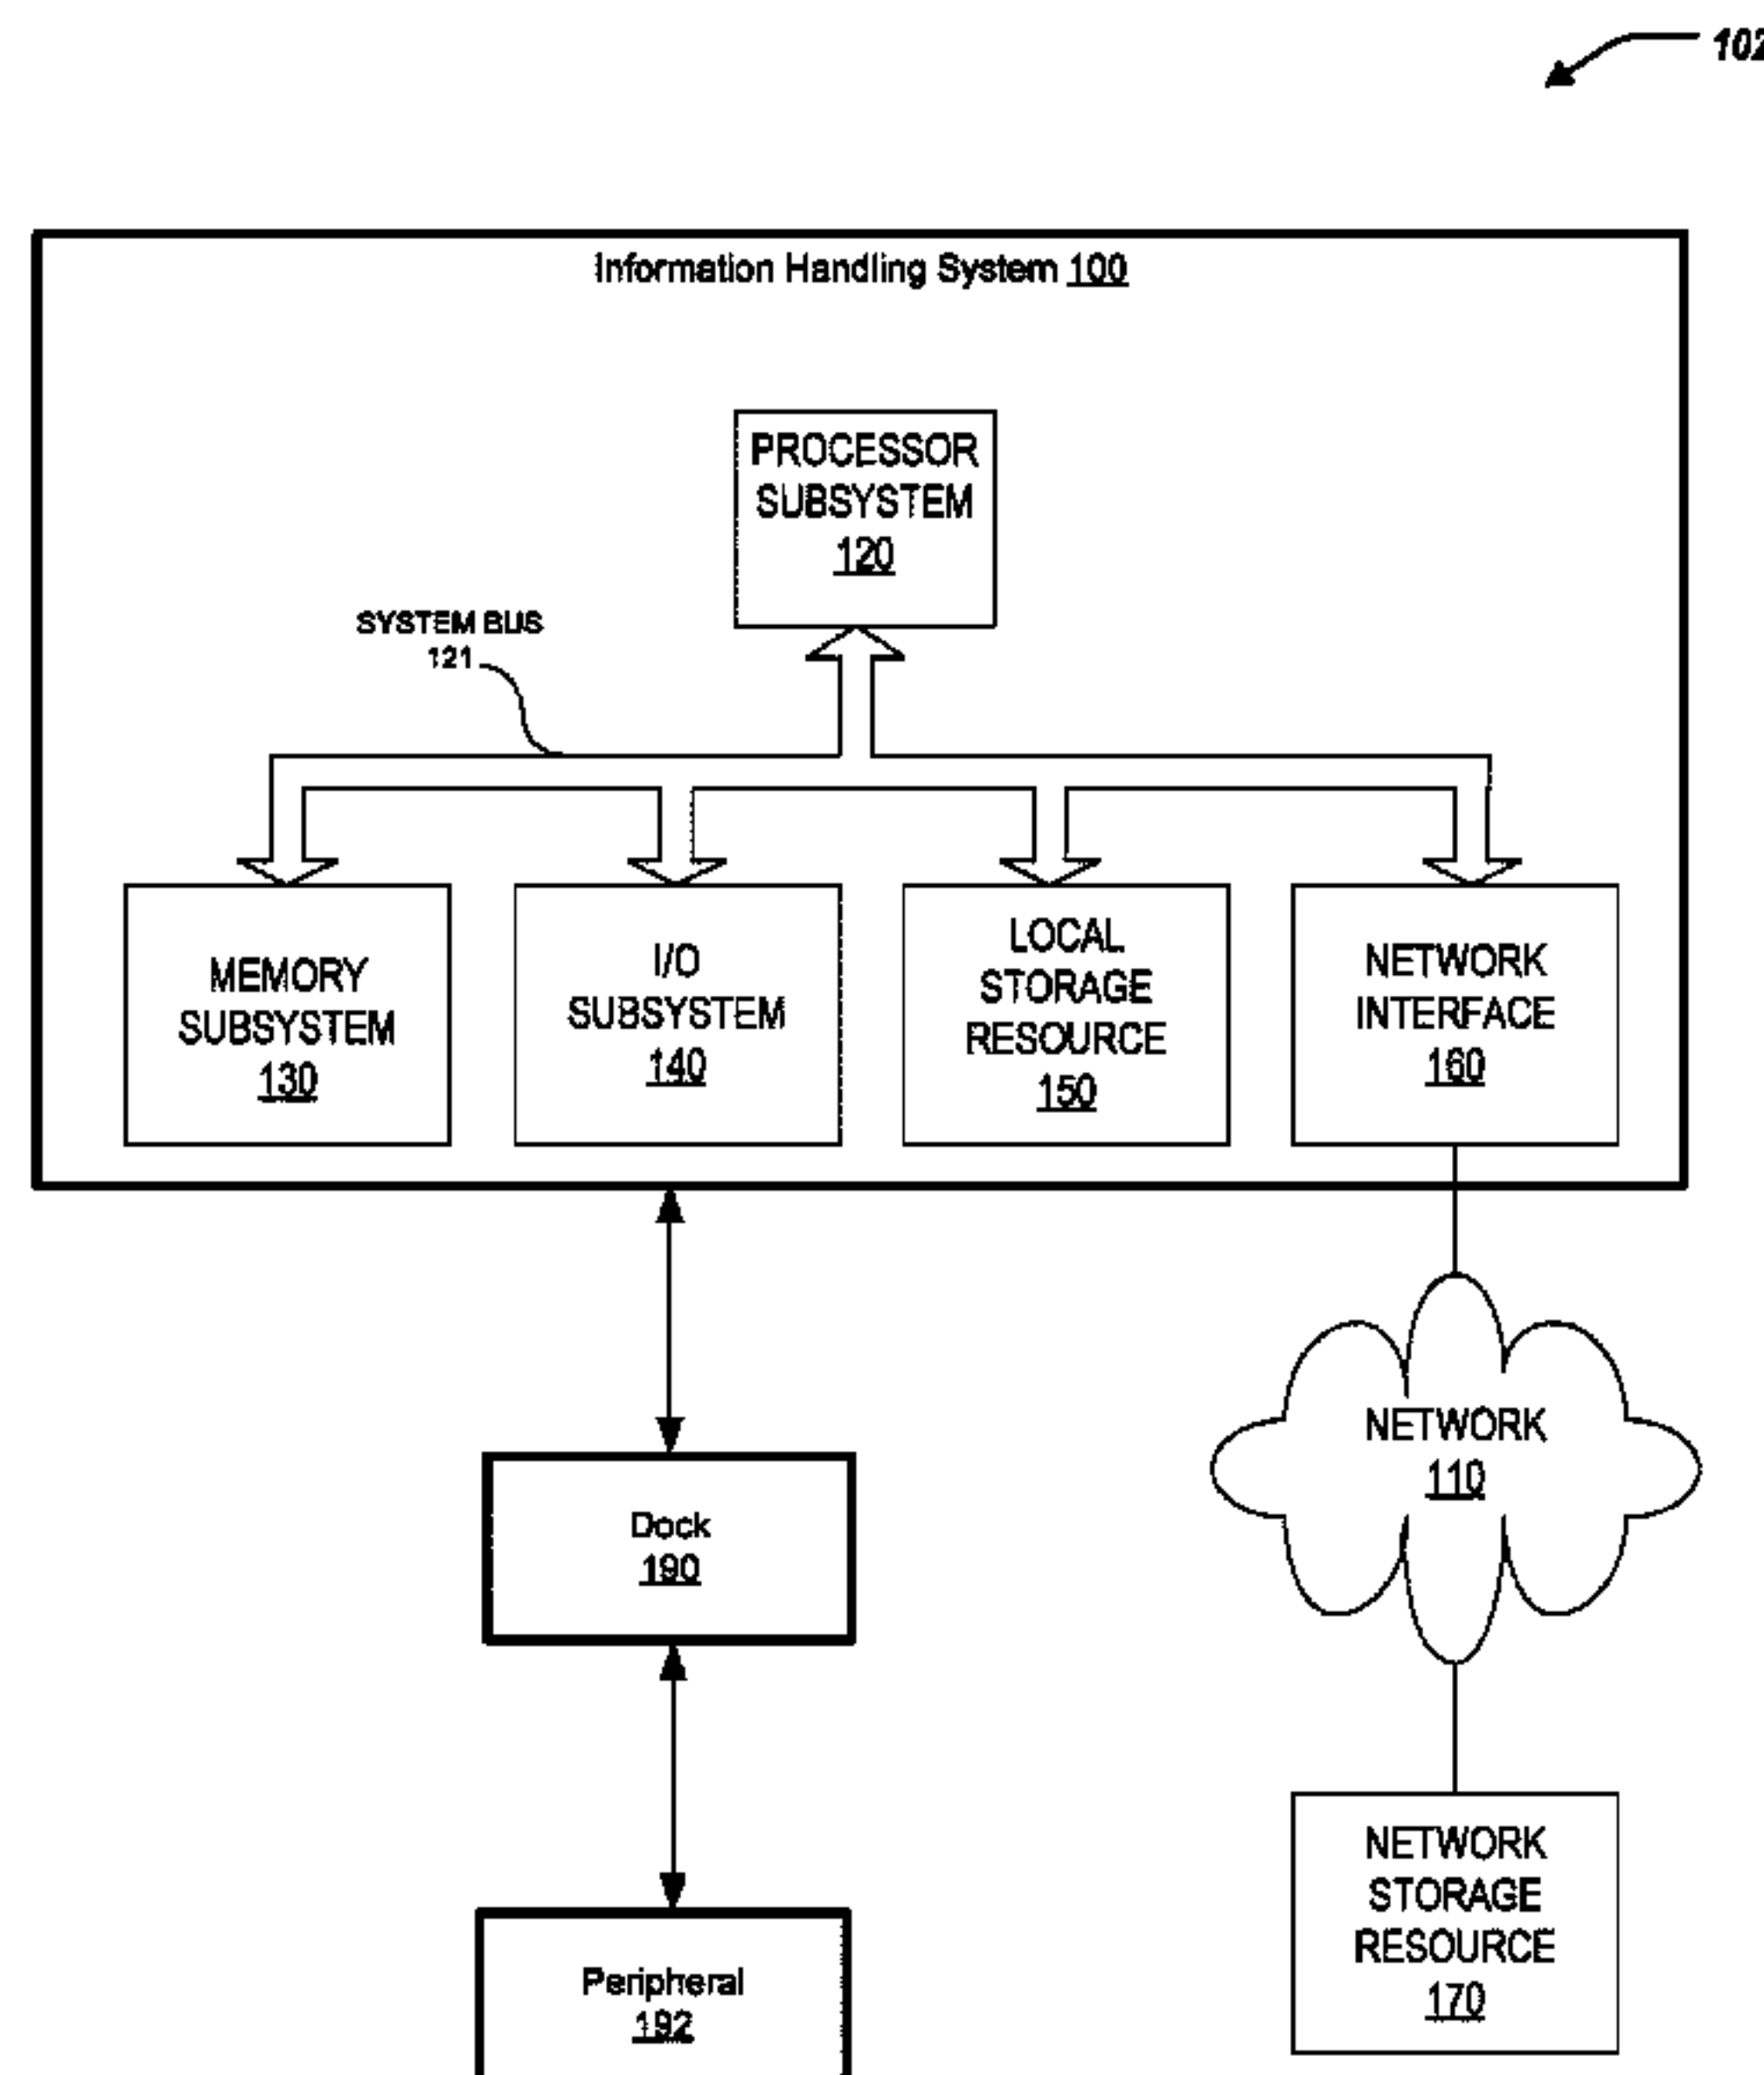 102
Information Handling System 100
PROCESSOR
SUBSYSTEM
120
SYSTEM BUS
121
MEMORY
SUBSYSTEM
130
I/O
SUBSYSTEM
140
LOCAL
STORAGE
RESOURCE
150
NETWORK
INTERFACE
160
NETWORK
110
Dock
190
NETWORK
STORAGE
RESOURCE
170
Peripheral
192